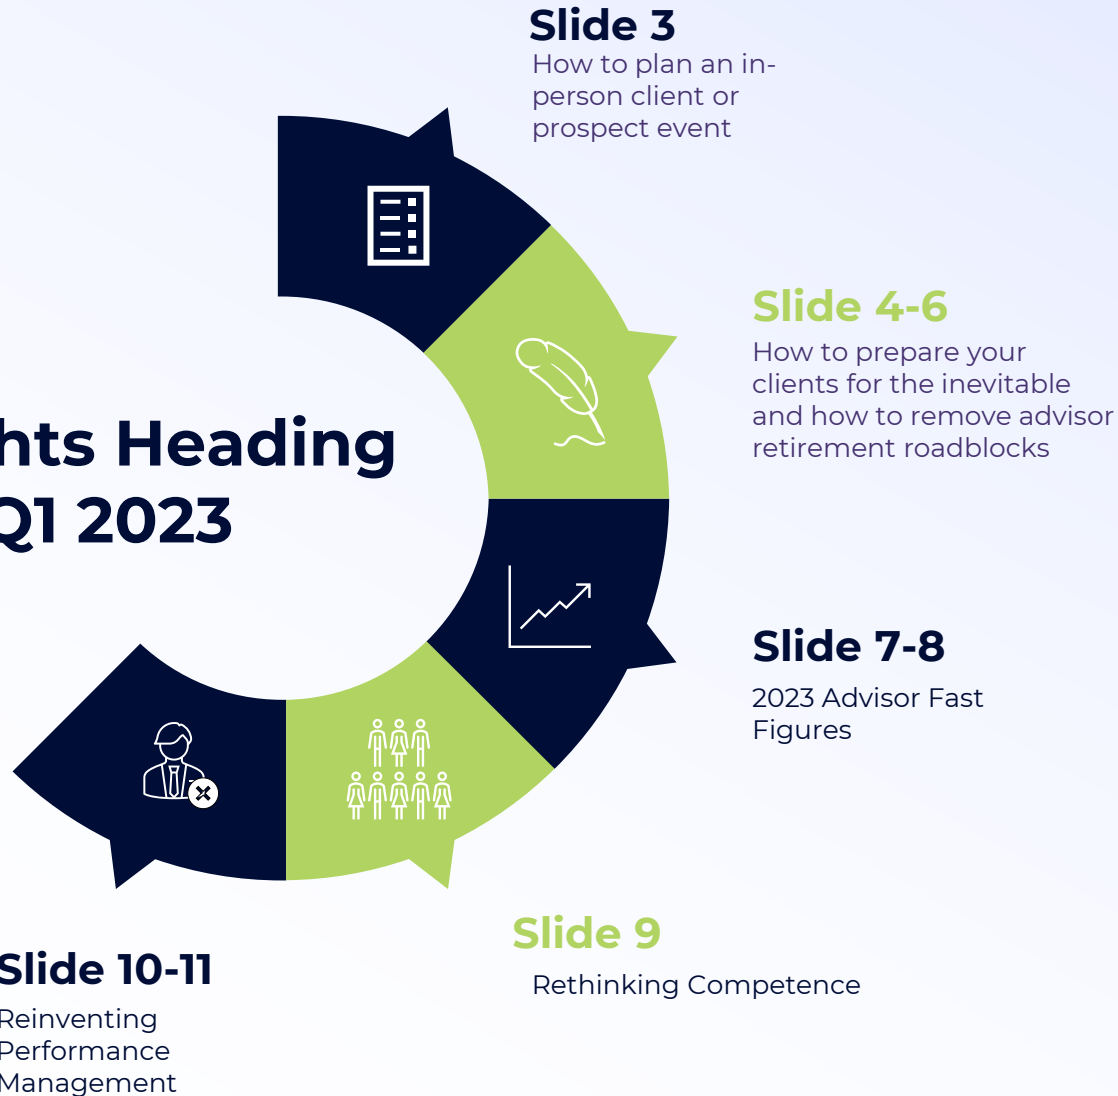 Slide 3
How to plan an in-
person client or
prospect event
Slide 4-6
How to prepare your
clients for the inevitable
and how to remove advisor
retirement roadblocks
hts Heading
Q1 2023
Slide 7-8
2023 Advisor Fast
Figures
Slide 9
Rethinking Competence
Slide 10-11
Reinventing
Performance
Management